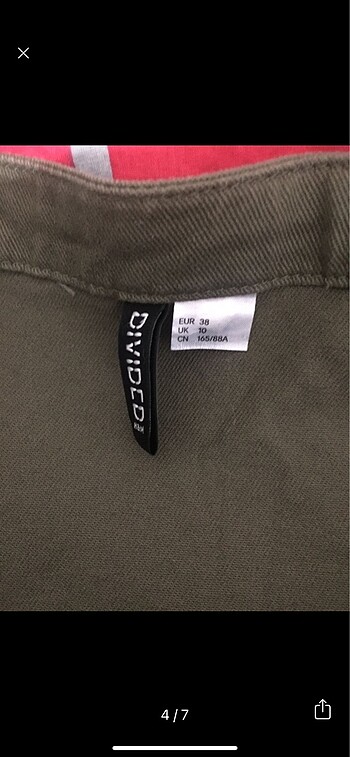 DIVIDED
H&M
EUR 38
UK 10
CN 165/88A
4/7